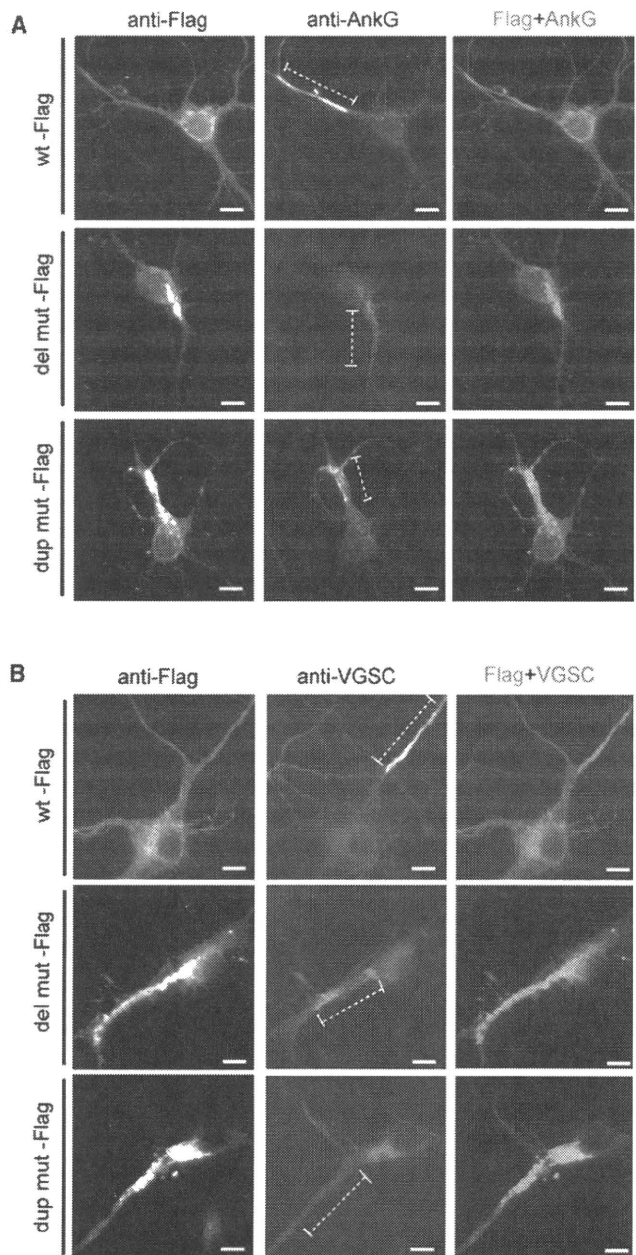 A
anti-Flag anti-AnkG Flag+AnkG
wt -Flag
del mut -Flag
dup mut -Flag
B
anti-Flag anti-VGSC Flag+VGSC
wt -Flag
del mut -Flag
dup mut -Flag